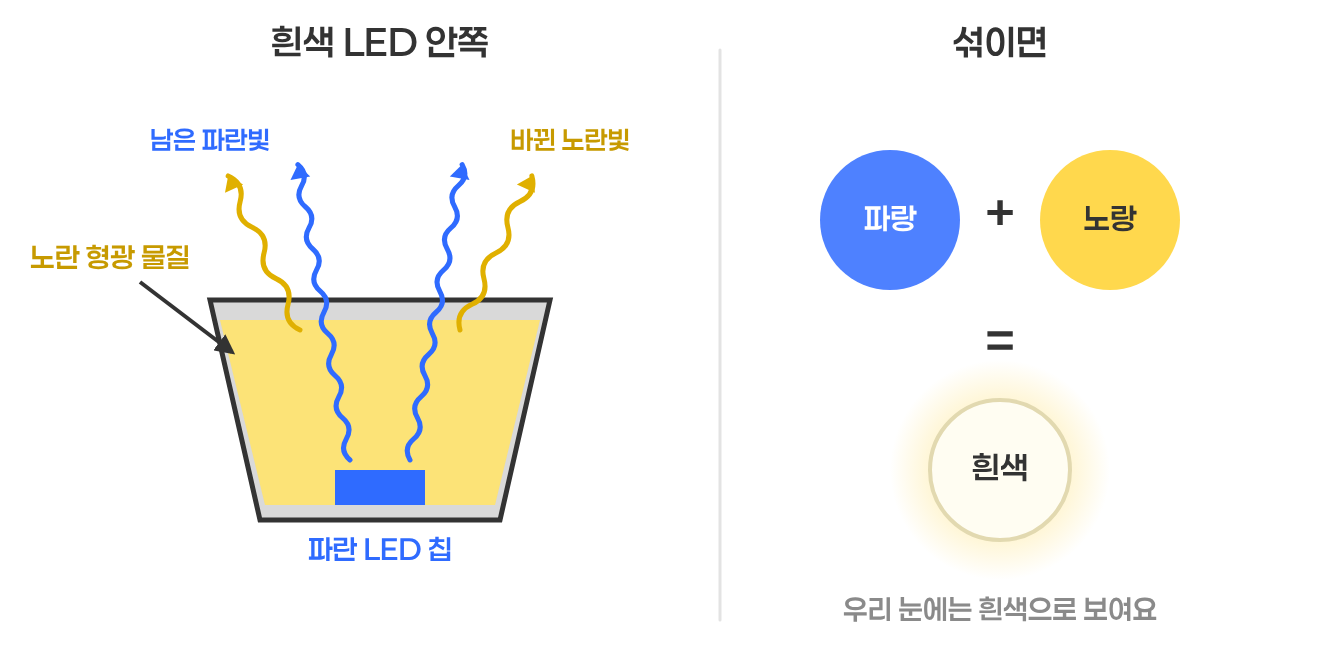 흰색 LED 안쪽
남은 파란빛
바뀐 노란빛
노란 형광 물질
파란 LED 칩
섞이면
파랑
+
노랑
=
흰색
우리 눈에는 흰색으로 보여요